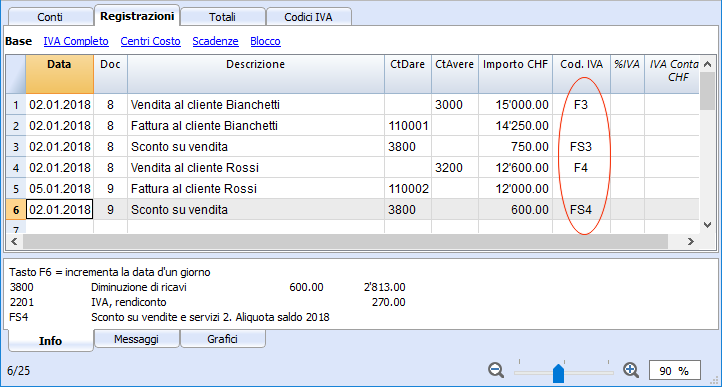 Conti Registrazioni Totali Codici IVA
Base IVA Completo Centri Costo Scadenze Blocco
Data Doc Descrizione CtDare CtAvere Importo CHF Cod. IVA %IVA IVA Conta
CHF
1 02.01.2018 8 Vendita al cliente Bianchetti 3000 15'000.00 F3
2 02.01.2018 8 Fattura al cliente Bianchetti 110001 14'250.00
3 02.01.2018 8 Sconto su vendita 3800 750.00 FS3
4 02.01.2018 8 Vendita al cliente Rossi 3200 12'600.00 F4
5 05.01.2018 9 Fattura al cliente Rossi 110002 12'000.00
6 02.01.2018 9 Sconto su vendita 3800 600.00 FS4
7
Tasto F6 = incrementa la data d'un giorno
3800 Diminuzione di ricavi 600.00 2'813.00
2201 IVA, rendiconto 270.00
FS4 Sconto su vendite e servizi 2. Aliquota saldo 2018
Info Messaggi Grafici
6/25 90 %